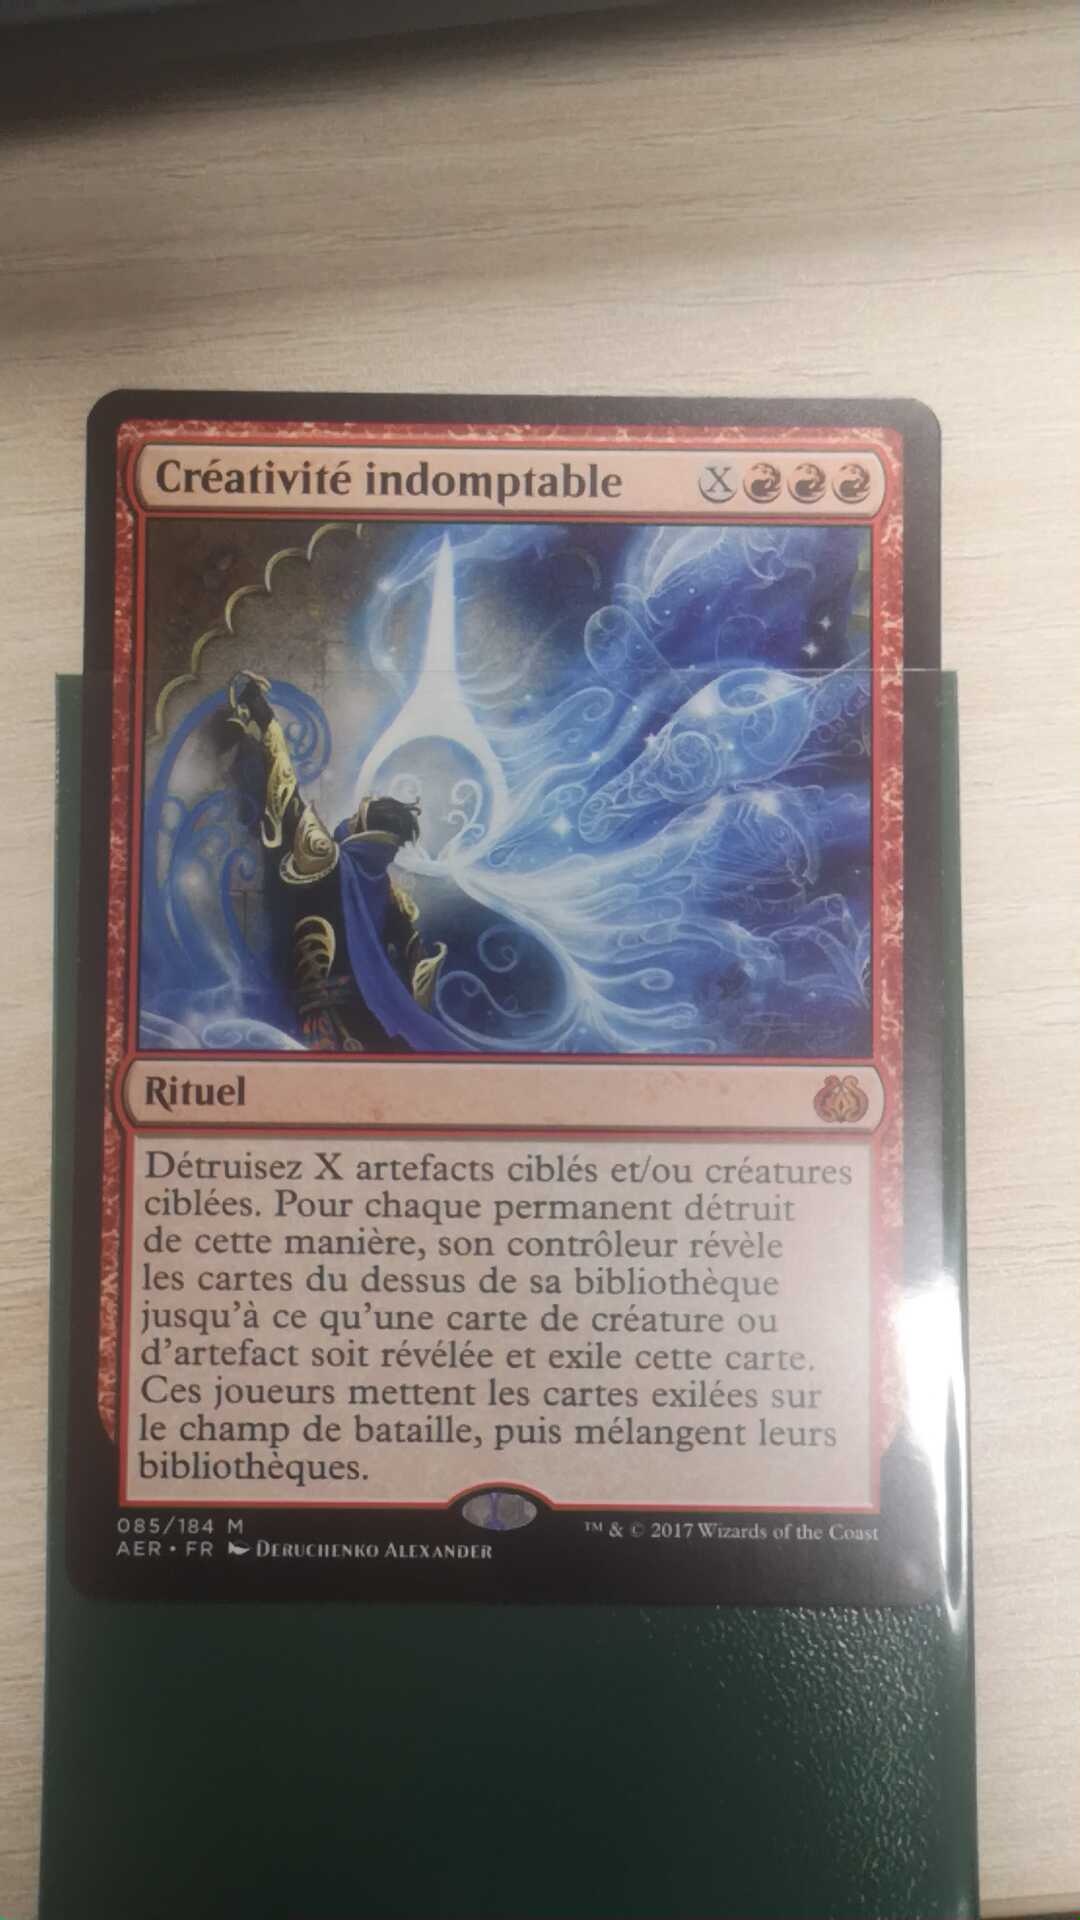 Créativité indomptable X
Rituel
Détruisez X artefacts ciblés et/ou créatures
ciblées. Pour chaque permanent détruit
de cette manière, son contrôleur révèle
les cartes du dessus de sa bibliothèque
jusqu'à ce qu'une carte de créature ou
d'artefact soit révélée et exile cette carte.
Ces joueurs mettent les cartes exilées sur
le champ de bataille, puis mélangent leurs
bibliothèques.
085/184 M
AER • FR DERUCHENKO ALEXANDER
™ & © 2017 Wizards of the Coast